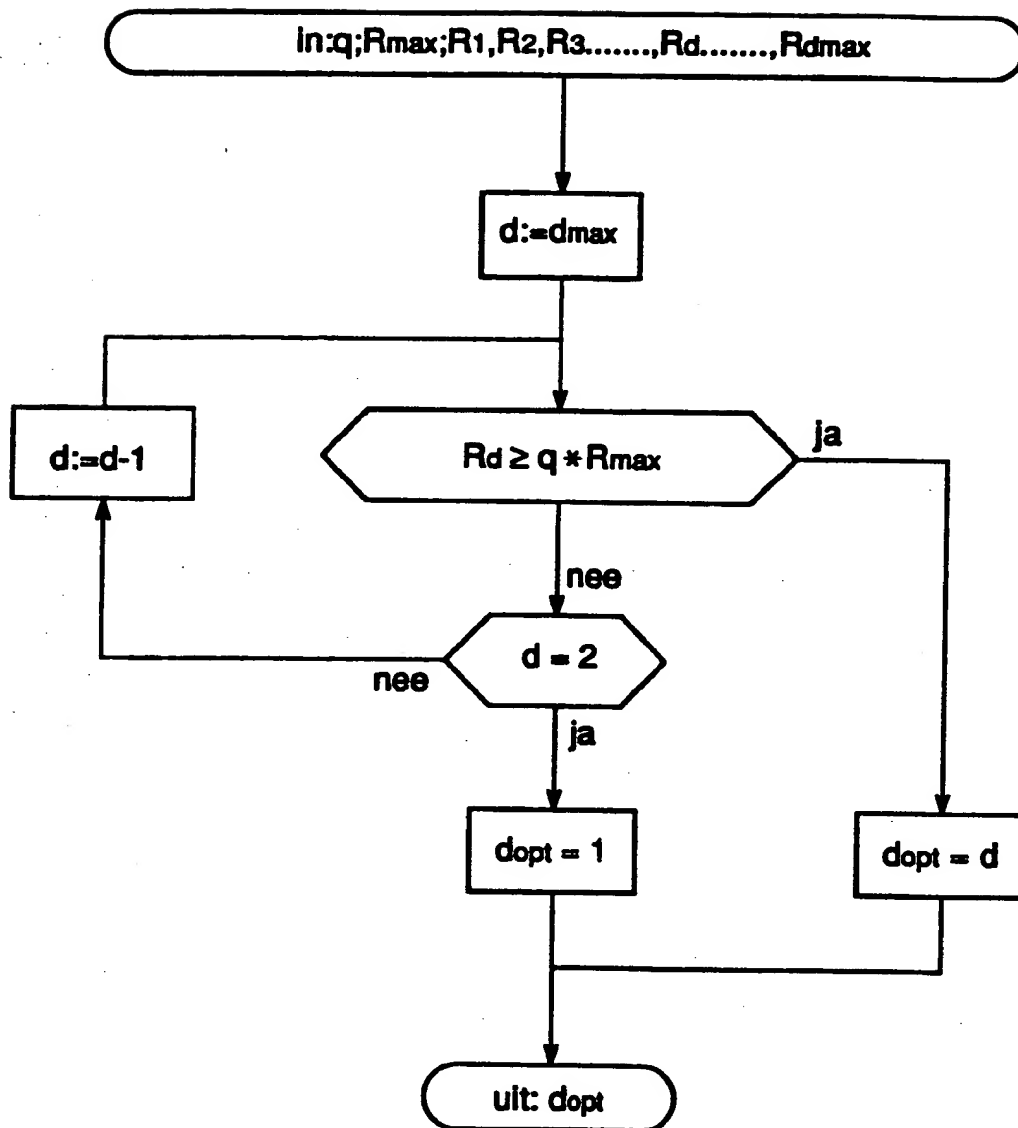 in:q;Rmax;R1,R2,R3.......,Rd.......,Rdmax
d:=dmax
d:=d-1
Rd ≥ q * Rmax
ja
nee
d = 2
nee
ja
dopt = 1
dopt = d
uit: dopt